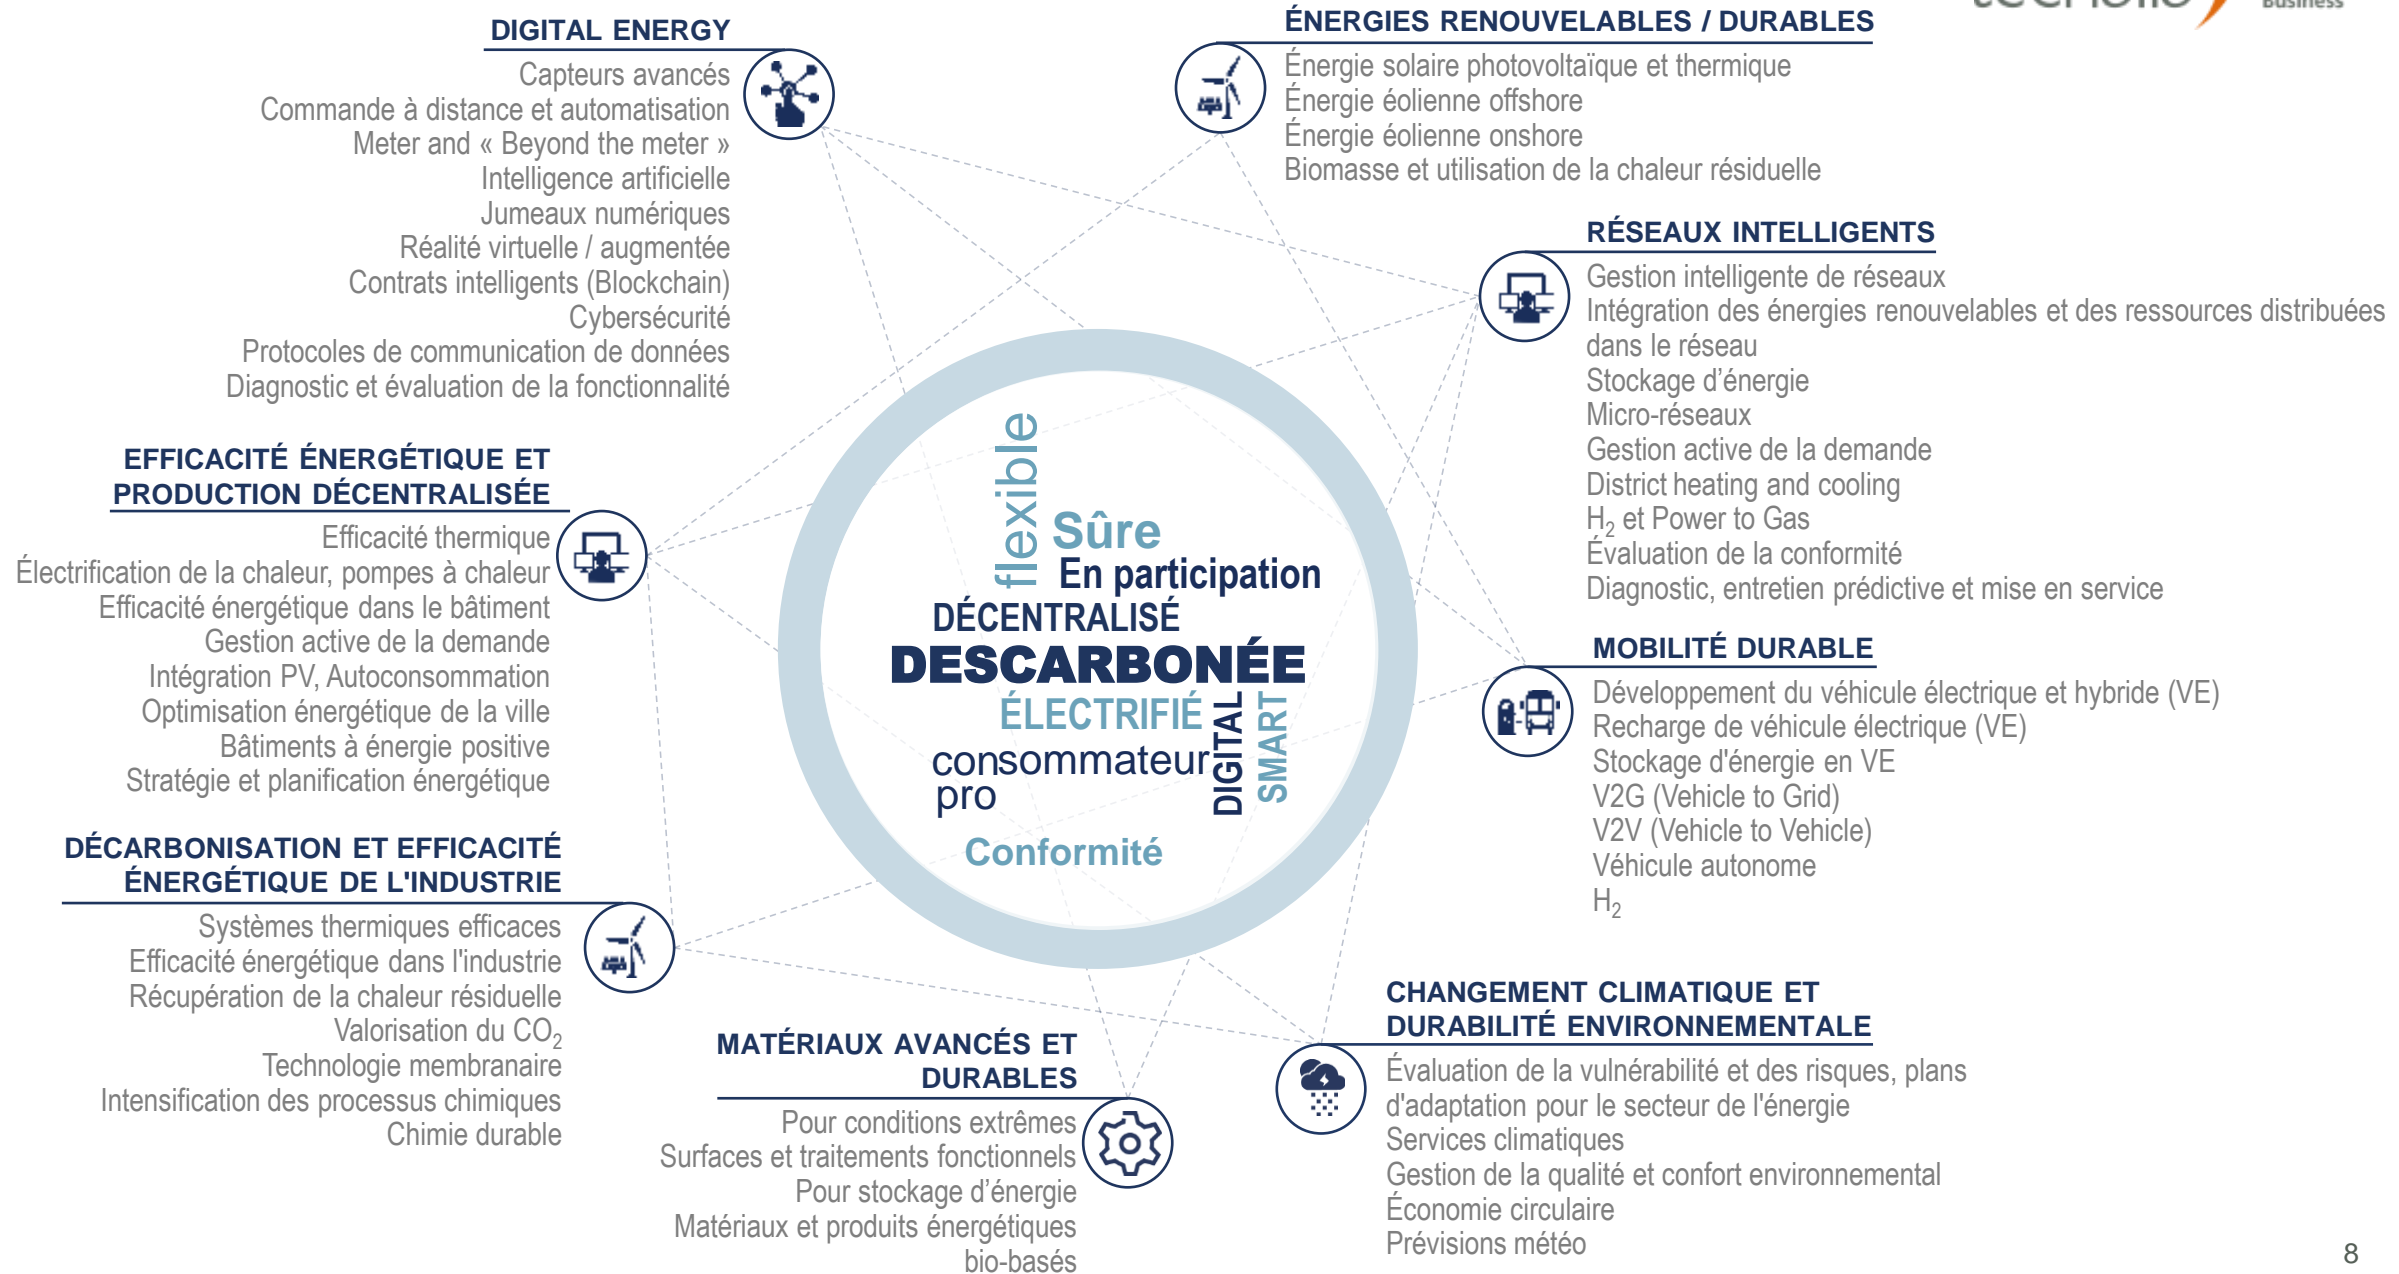 DIGITAL ENERGY
Capteurs avancés
Commande à distance et automatisation
Meter and « Beyond the meter »
Intelligence artificielle
Jumeaux numériques
Réalité virtuelle / augmentée
Contrats intelligents (Blockchain)
Cybersécurité
Protocoles de communication de données
Diagnostic et évaluation de la fonctionnalité
ÉNERGIES RENOUVELABLES / DURABLES
Énergie solaire photovoltaïque et thermique
Énergie éolienne offshore
Énergie éolienne onshore
Biomasse et utilisation de la chaleur résiduelle
Business
RÉSEAUX INTELLIGENTS
Gestion intelligente de réseaux
Intégration des énergies renouvelables et des ressources distribuées
dans le réseau
Stockage d’énergie
Micro-réseaux
Gestion active de la demande
District heating and cooling
H₂ et Power to Gas
Évaluation de la conformité
Diagnostic, entretien prédictive et mise en service
EFFICACITÉ ÉNERGÉTIQUE ET
PRODUCTION DÉCENTRALISÉE
Efficacité thermique
Électrification de la chaleur, pompes à chaleur
Efficacité énergétique dans le bâtiment
Gestion active de la demande
Intégration PV, Autoconsommation
Optimisation énergétique de la ville
Bâtiments à énergie positive
Stratégie et planification énergétique
flexible
Sûre
En participation
DÉCENTRALISÉ
DESCARBONÉE
ÉLECTRIFIÉ
consommateur
pro
DIGITAL
SMART
Conformité
MOBILITÉ DURABLE
Développement du véhicule électrique et hybride (VE)
Recharge de véhicule électrique (VE)
Stockage d'énergie en VE
V2G (Vehicle to Grid)
V2V (Vehicle to Vehicle)
Véhicule autonome
H₂
DÉCARBONISATION ET EFFICACITÉ
ÉNERGÉTIQUE DE L'INDUSTRIE
Systèmes thermiques efficaces
Efficacité énergétique dans l'industrie
Récupération de la chaleur résiduelle
Valorisation du CO₂
Technologie membranaire
Intensification des processus chimiques
Chimie durable
MATÉRIAUX AVANCÉS ET
DURABLES
Pour conditions extrêmes
Surfaces et traitements fonctionnels
Pour stockage d’énergie
Matériaux et produits énergétiques
bio-basés
CHANGEMENT CLIMATIQUE ET
DURABILITÉ ENVIRONNEMENTALE
Évaluation de la vulnérabilité et des risques, plans
d'adaptation pour le secteur de l'énergie
Services climatiques
Gestion de la qualité et confort environnemental
Économie circulaire
Prévisions météo
8